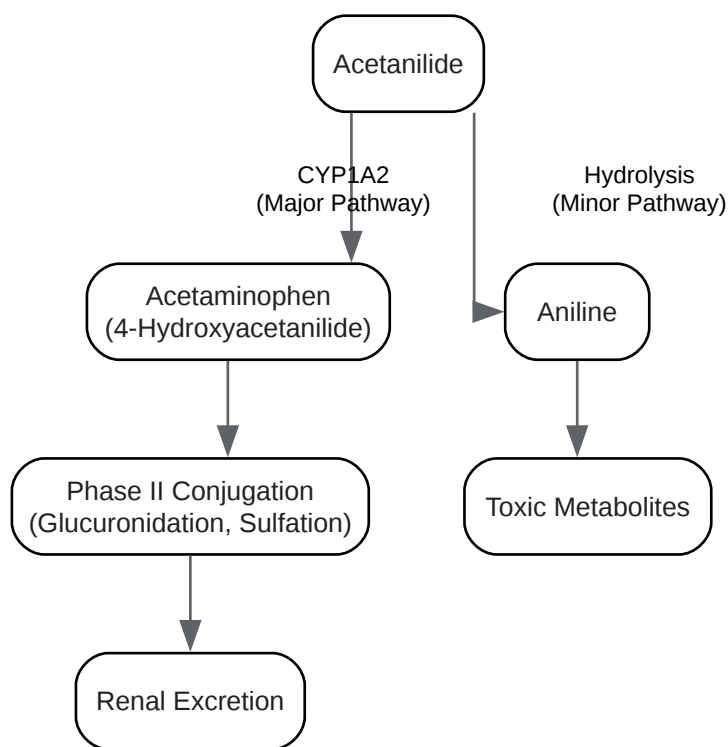 Acetanilide
CYP1A2
(Major Pathway)
Hydrolysis
(Minor Pathway)
Acetaminophen
(4-Hydroxyacetanilide)
Aniline
Phase II Conjugation
(Glucuronidation, Sulfation)
Toxic Metabolites
Renal Excretion